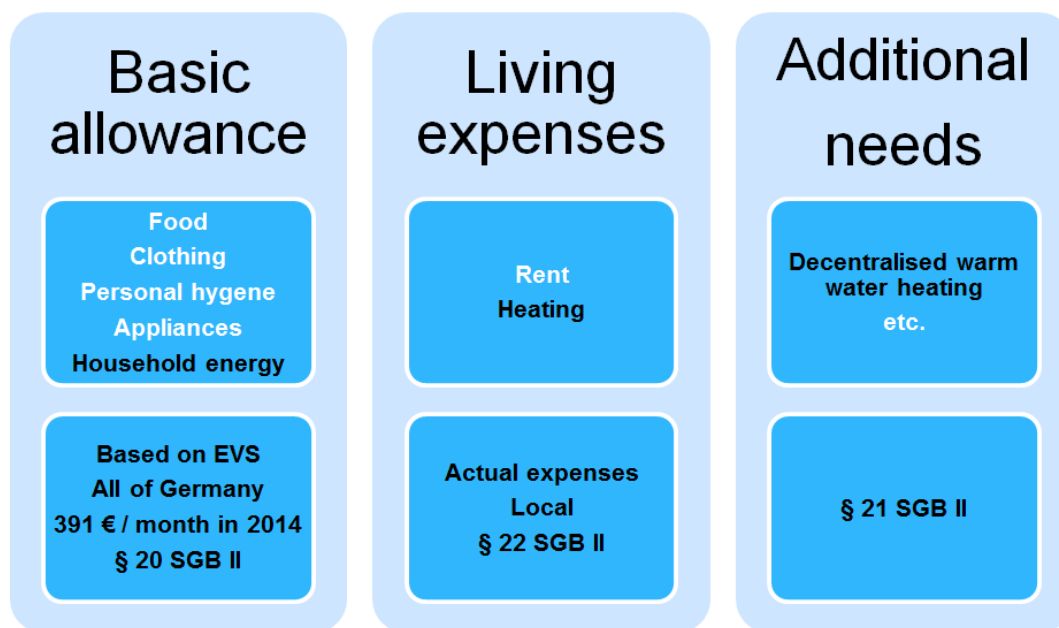 Basic
allowance
Food
Clothing
Personal hygene
Appliances
Household energy
Based on EVS
All of Germany
391 € / month in 2014
§ 20 SGB II
Living
expenses
Rent
Heating
Actual expenses
Local
§ 22 SGB II
Additional
needs
Decentralised warm
water heating
etc.
§ 21 SGB II